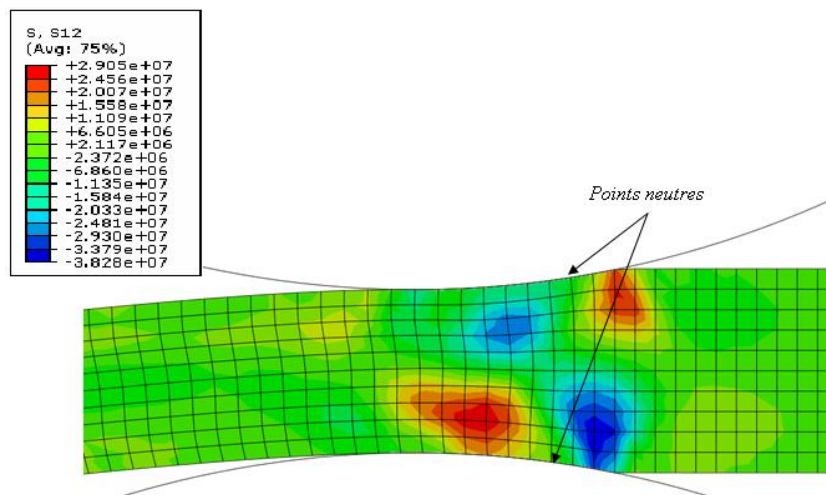 S, S12
(Avg: 75%)
+2.905e+07
+2.456e+07
+2.007e+07
+1.558e+07
+1.109e+07
+6.605e+06
+2.117e+06
-2.372e+06
-6.860e+06
-1.135e+07
-1.584e+07
-2.033e+07
-2.481e+07
-2.930e+07
-3.379e+07
-3.828e+07
Points neutres